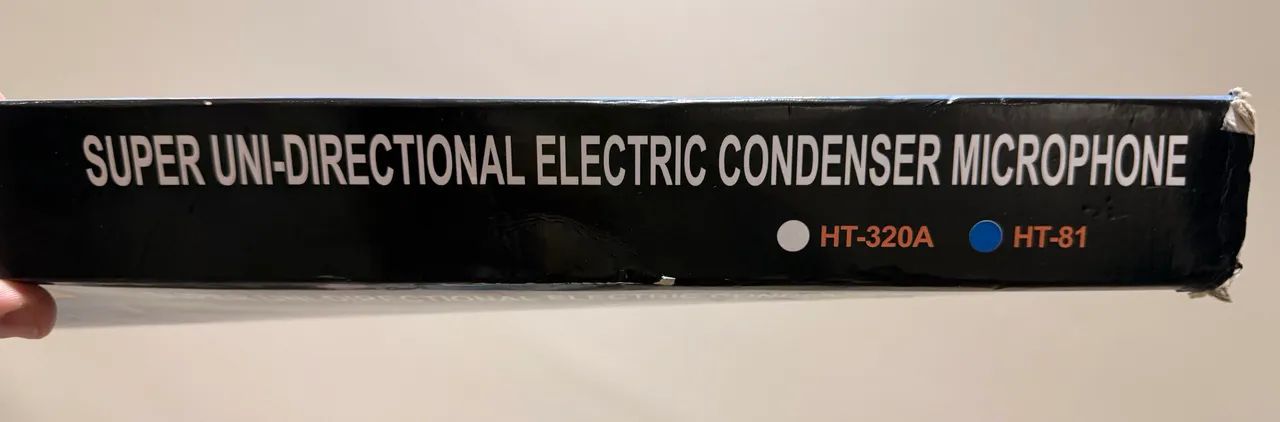 SUPER UNI-DIRECTIONAL ELECTRIC CONDENSER MICROPHONE
HT-320A HT-81